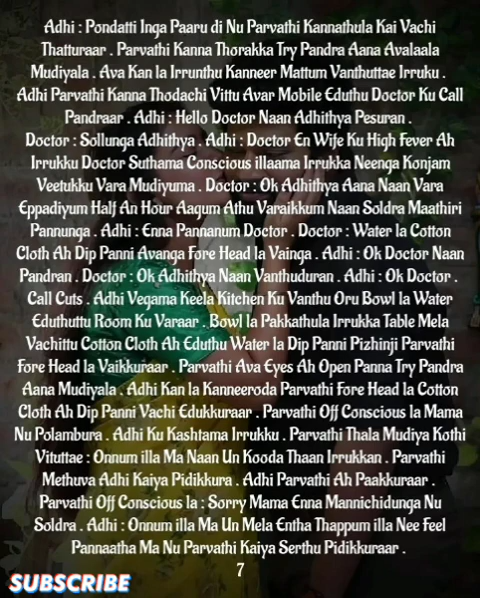 Adhi : Pondatti Inga Paaru di Nu Parvathi Kannathula Kai Vachi
Thatturaar . Parvathi Kanna Thorakka Try Pandra Aana Avalaala
Mudiyala . Ava Kan la Irrunthu Kanneer Mattum Vanthuttae Irruku .
Adhi Parvathi Kanna Thodachi Vittu Avar Mobile Eduthu Doctor Ku Call
Pandraar . Adhi : Hello Doctor Naan Adhithya Pesuran .
Doctor : Sollunga Adhithya . Adhi : Doctor En Wife Ku High Fever Ah
Irrukku Doctor Suthama Conscious illaama Irrukka Neenga Konjam
Veetukku Vara Mudiyuma . Doctor : Ok Adhithya Aana Naan Vara
Eppadiyum Half An Hour Aagum Athu Varaikkum Naan Soldra Maathiri
Pannunga . Adhi : Enna Pannanum Doctor . Doctor : Water la Cotton
Cloth Ah Dip Panni Avanga Fore Head la Vainga . Adhi : Ok Doctor Naan
Pandran . Doctor : Ok Adhithya Naan Vanthuduran . Adhi : Ok Doctor .
Call Cuts . Adhi Vegama Keela Kitchen Ku Vanthu Oru Bowl la Water
Eduthuttu Room Ku Varaar . Bowl la Pakkathula Irrukka Table Mela
Vachittu Cotton Cloth Ah Eduthu Water la Dip Panni Pizhinji Parvathi
Fore Head la Vaikkuraar . Parvathi Ava Eyes Ah Open Panna Try Pandra
Aana Mudiyala . Adhi Kan la Kanneeroda Parvathi Fore Head la Cotton
Cloth Ah Dip Panni Vachi Edukkuraar . Parvathi Off Conscious la Mama
Nu Polambura . Adhi Ku Kashtama Irrukku . Parvathi Thala Mudiya Kothi
Vituttae : Onnum illa Ma Naan Un Kooda Thaan Irrukkan . Parvathi
Methuva Adhi Kaiya Pidikkura . Adhi Parvathi Ah Paakkuraar .
Parvathi Off Conscious la : Sorry Mama Enna Mannichidunga Nu
Soldra . Adhi : Onnum illa Ma Un Mela Entha Thappum illa Nee Feel
Pannaatha Ma Nu Parvathi Kaiya Serthu Pidikkuraar .
7
SUBSCRIBE